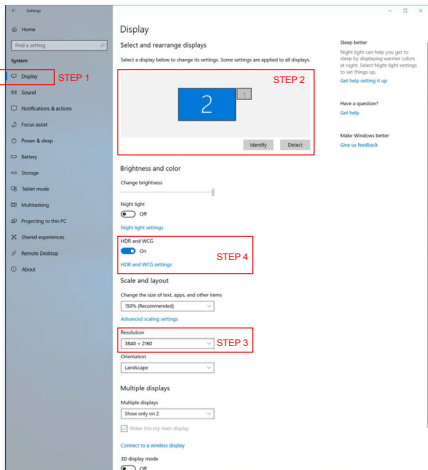 Settings
Home
Find a setting
System
Display
STEP 1
Sound
Notifications & actions
Focus assist
Power & sleep
Battery
Storage
Tablet mode
Multitasking
Projecting to this PC
Shared experiences
Remote Desktop
About
Display
Select and rearrange displays
Select a display below to change its settings. Some settings are applied to all displays.
STEP 2
2
1
Identify
Detect
Brightness and color
Change brightness
Night light
Off
Night light settings
HDR and WCG
On
STEP 4
HDR and WCG settings
Scale and layout
Change the size of text, apps, and other items
150% (Recommended)
Advanced scaling settings
Resolution
3840 × 2160
STEP 3
Orientation
Landscape
Multiple displays
Multiple displays
Show only on 2
Make this my main display
Connect to a wireless display
3D display mode
Off
Sleep better
Night light can help you get to
sleep by displaying warmer colors
at night. Select Night light settings
to set things up.
Get help setting it up
Have a question?
Get help
Make Windows better
Give us feedback